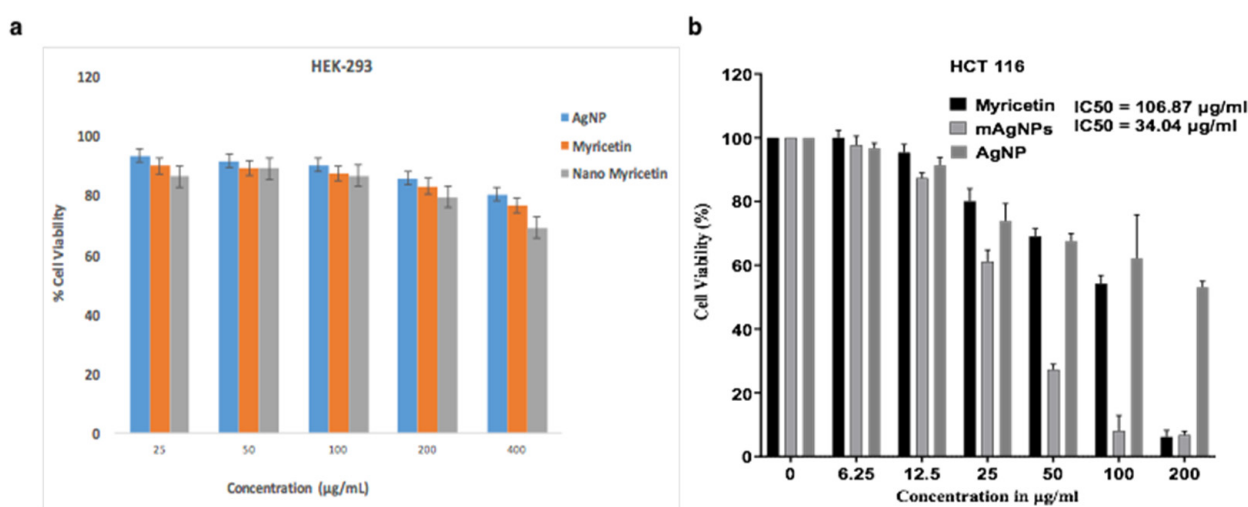 a
HEK-293
120
100
80
60
40
20
0
% Cell Viability
AgNP
Myricetin
Nano Myricetin
25 50 100 200 400
Concentration (µg/mL)
b
HCT 116
Myricetin IC50 = 106.87 µg/ml
mAgNPs IC50 = 34.04 µg/ml
AgNP
120
100
80
60
40
20
0
Cell Viability (%)
0 6.25 12.5 25 50 100 200
Concentration in µg/ml